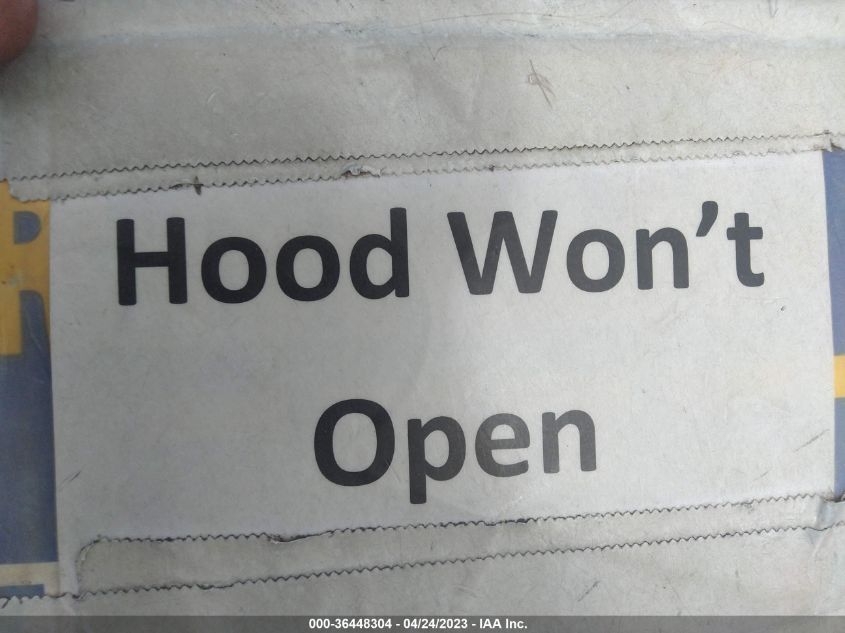 Hood Won’t
Open
000-36448304 - 04/24/2023 - IAA Inc.